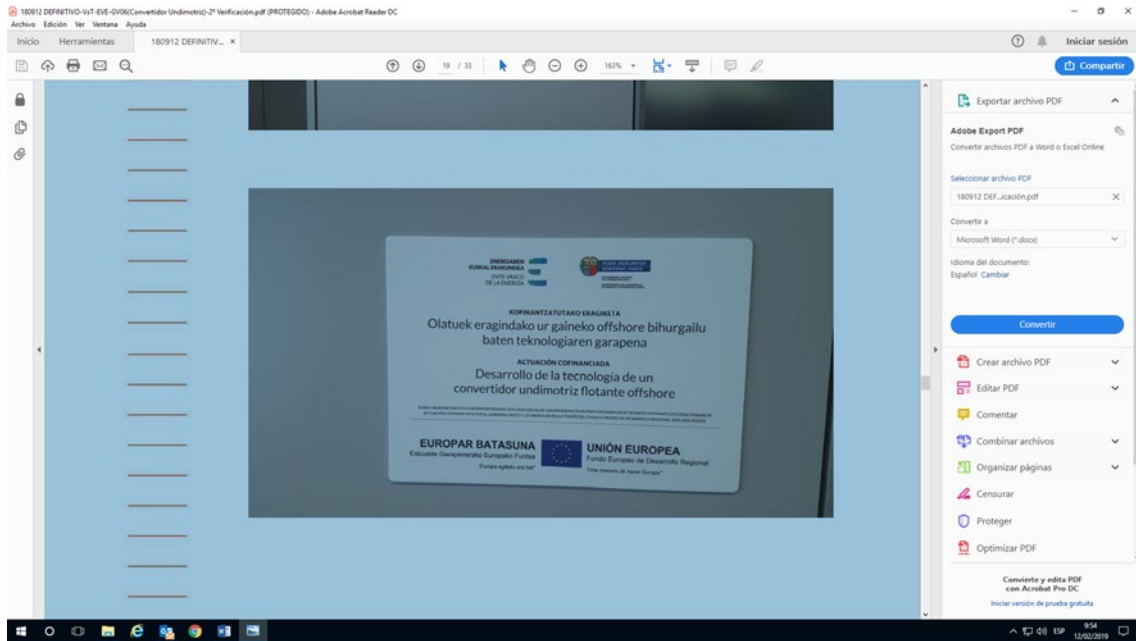 180912 DEFINITIVO-VsT-EVE-GV06(Convertidor Undimotriz)-2ª Verificación.pdf (PROTEGIDO) - Adobe Acrobat Reader DC
Archivo Edición Ver Ventana Ayuda
Inicio Herramientas 180912 DEFINITIV... × Iniciar sesión
19 / 33 163% Compartir
Exportar archivo PDF
Adobe Export PDF
Convertir archivos PDF a Word o Excel Online
Seleccionar archivo PDF
180912 DEF...icación.pdf
Convertir a
Microsoft Word (*.docx)
Idioma del documento:
Español Cambiar
Convertir
Crear archivo PDF
Editar PDF
Comentar
Combinar archivos
Organizar páginas
Censurar
Proteger
Optimizar PDF
Convierte y edita PDF
con Acrobat Pro DC
Iniciar versión de prueba gratuita
ENERGIAREN
EUSKAL ERAKUNDEA
ENTE VASCO
DE LA ENERGÍA
EUSKO JAURLARITZA
GOBIERNO VASCO
KOFINANTZATUTAKO ERAGIKETA
Olatuek eragindako ur gaineko offshore bihurgailu
baten teknologiaren garapena
ACTUACIÓN COFINANCIADA
Desarrollo de la tecnología de un
convertidor undimotriz flotante offshore
EUROPAR BATASUNA
Eskualde Garapenerako Europako Funtsa
"Europa egiteko era bat"
UNIÓN EUROPEA
Fondo Europeo de Desarrollo Regional
"Una manera de hacer Europa"
ESP
9:54
12/02/2019